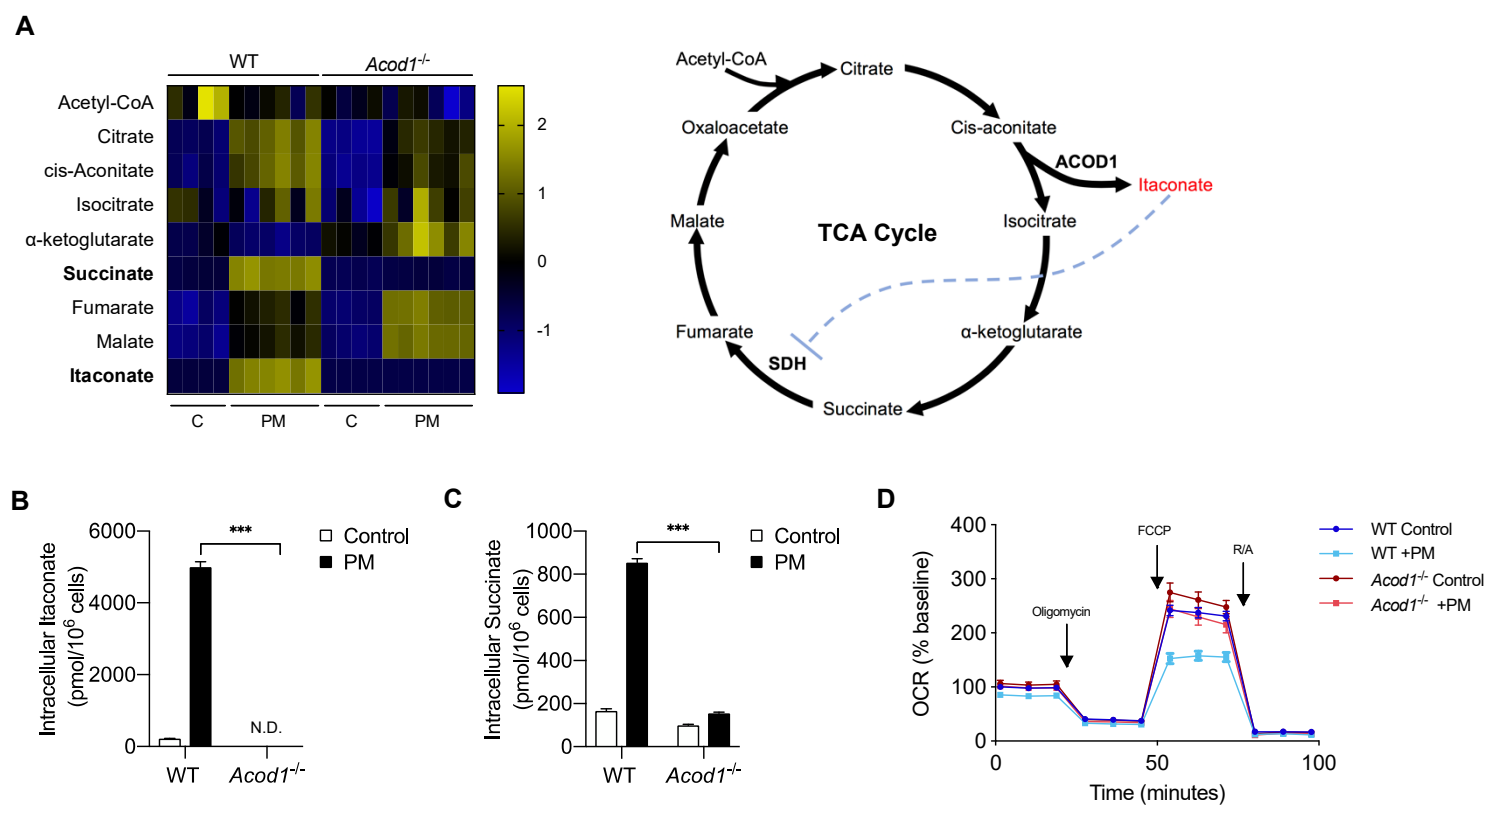 A
WT
Acod1-/-
Acetyl-CoA
Citrate
cis-Aconitate
Isocitrate
α-ketoglutarate
Succinate
Fumarate
Malate
Itaconate
C
PM
C
PM
2
1
0
-1
Acetyl-CoA
Citrate
Oxaloacetate
Cis-aconitate
ACOD1
Itaconate
Malate
TCA Cycle
Isocitrate
Fumarate
α-ketoglutarate
SDH
Succinate
B
Intracellular Itaconate
(pmol/10^6 cells)
6000
4000
2000
0
***
N.D.
WT
Acod1-/-
Control
PM
C
Intracellular Succinate
(pmol/10^6 cells)
1000
800
600
400
200
0
***
WT
Acod1-/-
Control
PM
D
OCR (% baseline)
400
300
200
100
0
Oligomycin
FCCP
R/A
0
50
100
Time (minutes)
WT Control
WT +PM
Acod1-/- Control
Acod1-/- +PM